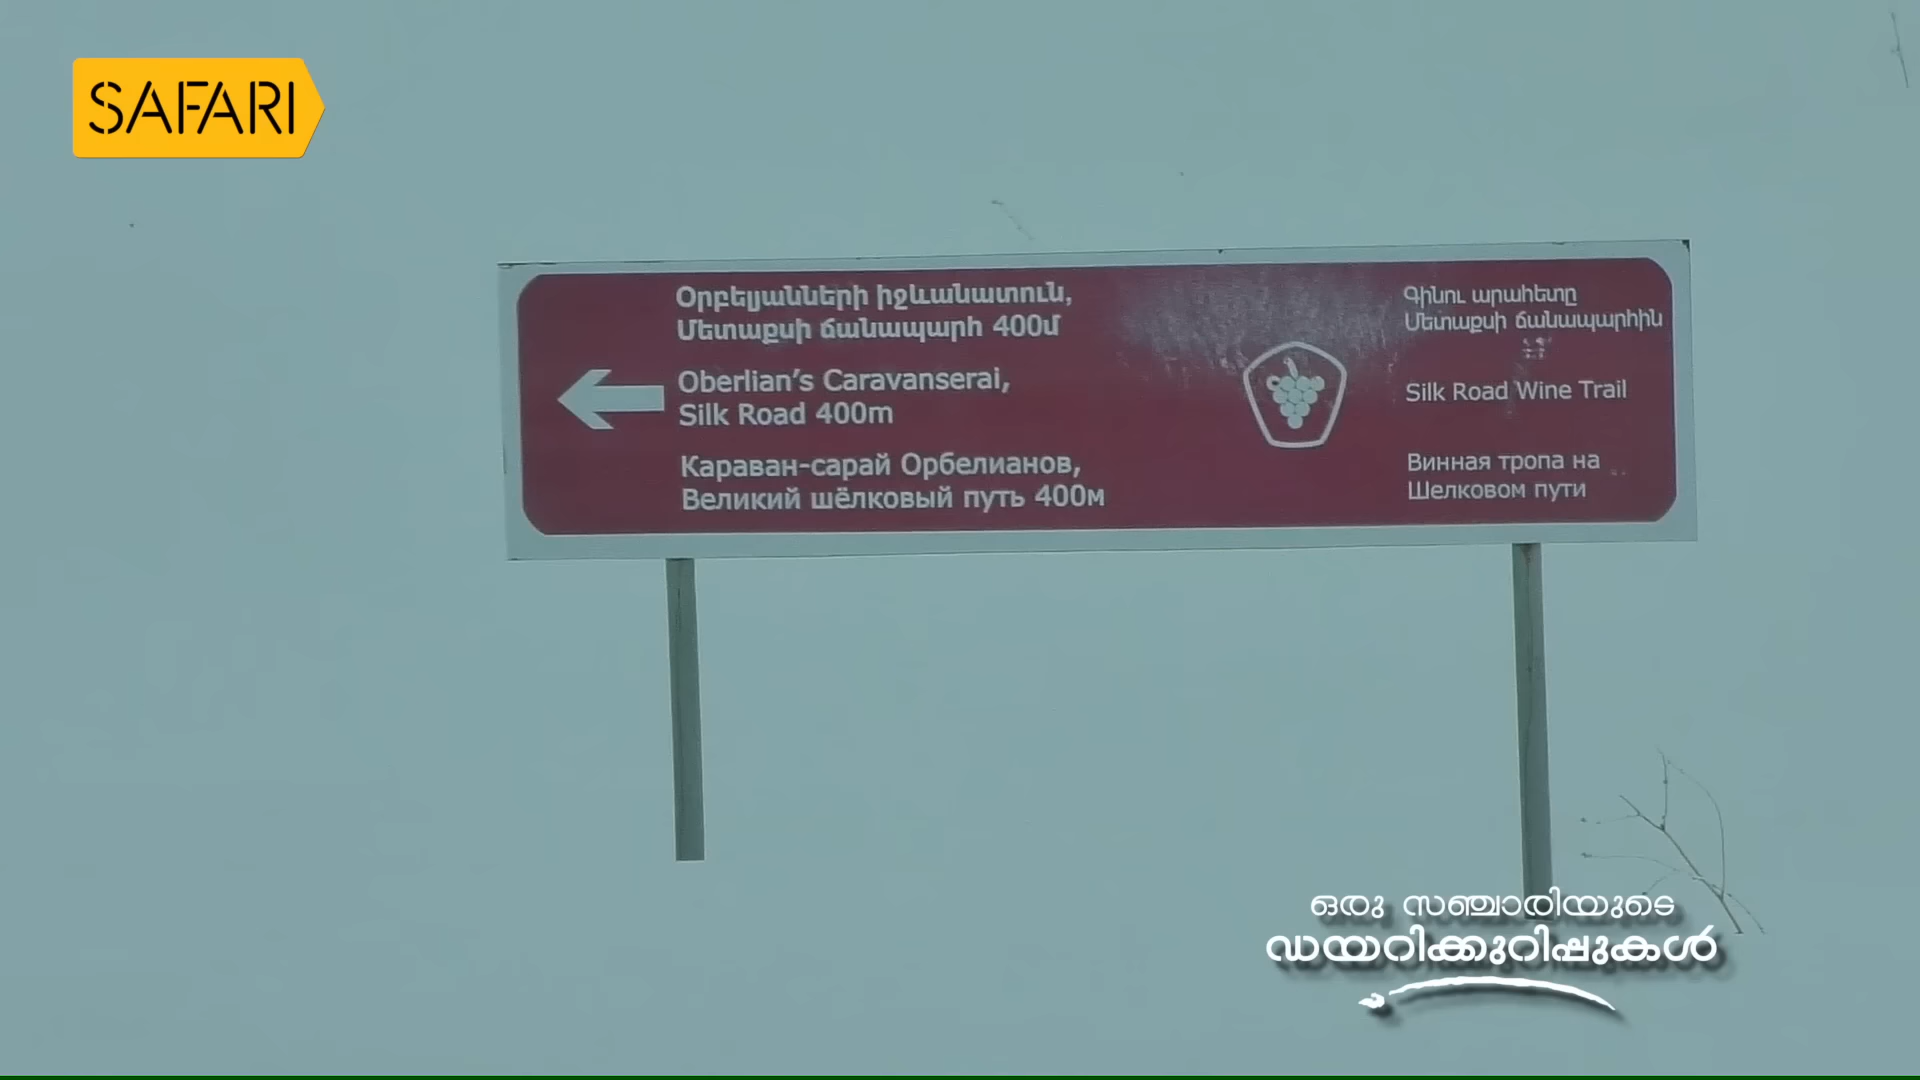 SAFARI
Օրբելյանների իջևանատուն,
Մետաքսի ճանապարհ 400մ
Oberlian's Caravanserai,
Silk Road 400m
Караван-сарай Орбелианов,
Великий шёлковый путь 400м
Գինու արահետը
Մետաքսի ճանապարհին
Silk Road Wine Trail
Винная тропа на
Шелковом пути
ഒരു സഞ്ചാരിയുടെ
ഡയറിക്കുറിപ്പുകൾ